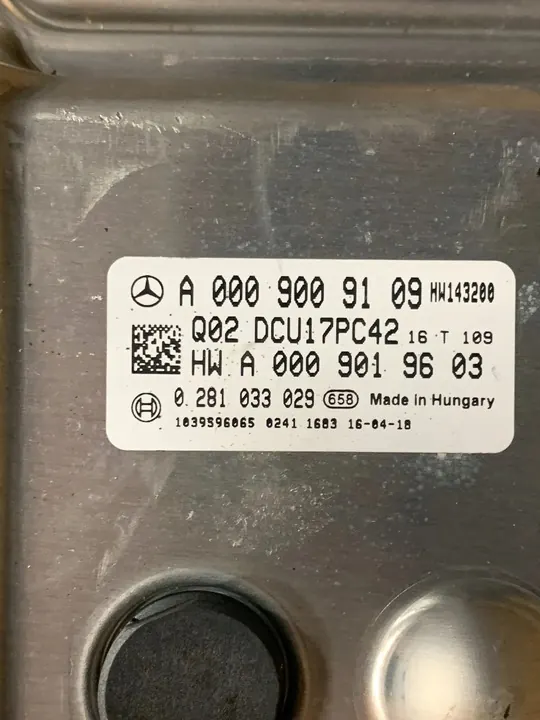 A 000 900 91 09 HW143200
Q02 DCU17PC42 16 T 109
HW A 000 901 96 03
0 281 033 029 658 Made in Hungary
1039S96065 0241 1683 16-04-18